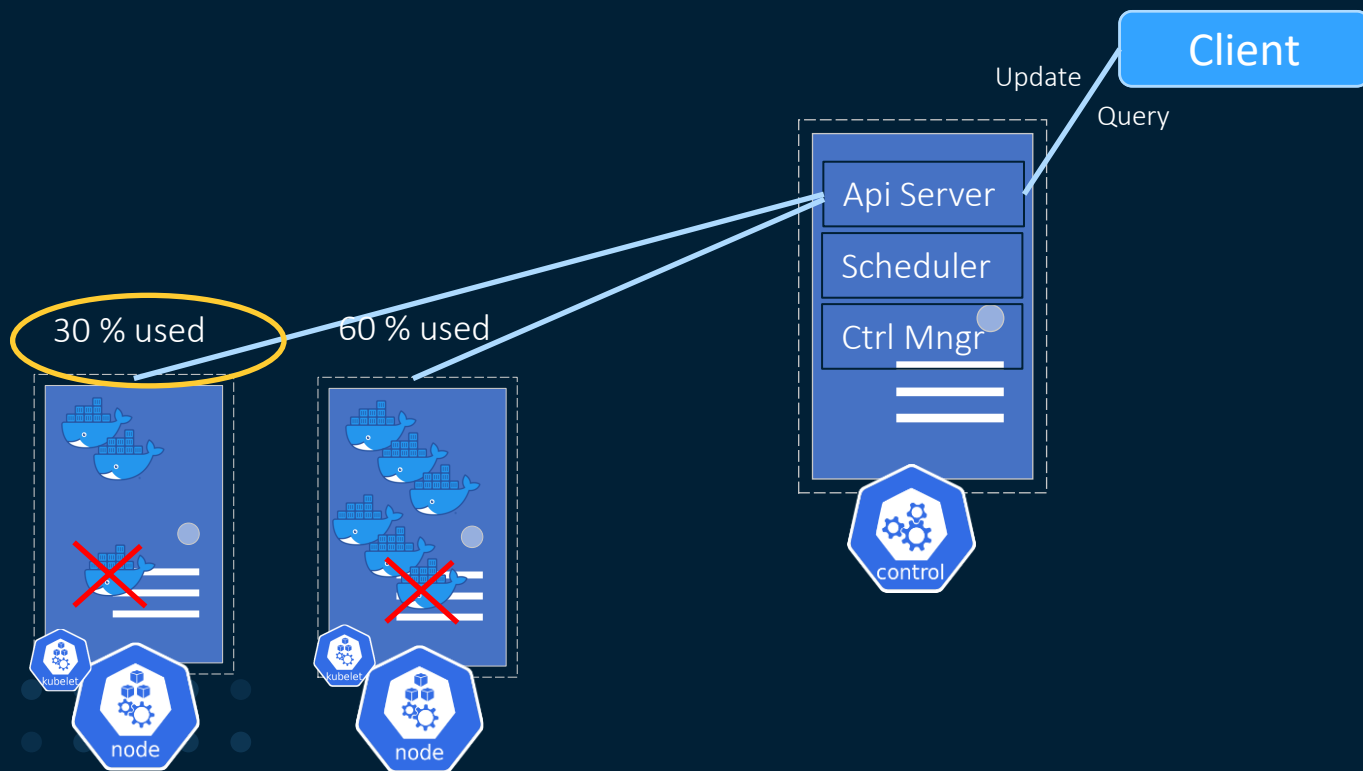 Client
Update
Query
Api Server
Scheduler
Ctrl Mngr
30 % used
60 % used
control
kubelet
kubelet
node
node